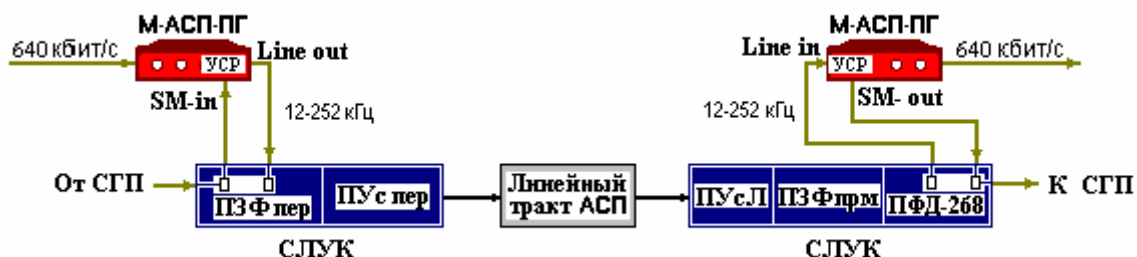 М-АСП-ПГ
М-АСП-ПГ
640 кбит/с
УСР
Line out
Line in
УСР
640 кбит/с
SM-in
SM- out
12-252 кГц
12-252 кГц
От СГП
ПЗФ пер
ПУс пер
Линейный
тракт АСП
ПУсЛ
ПЗФпрм
ПФД-268
К СГП
СЛУК
СЛУК